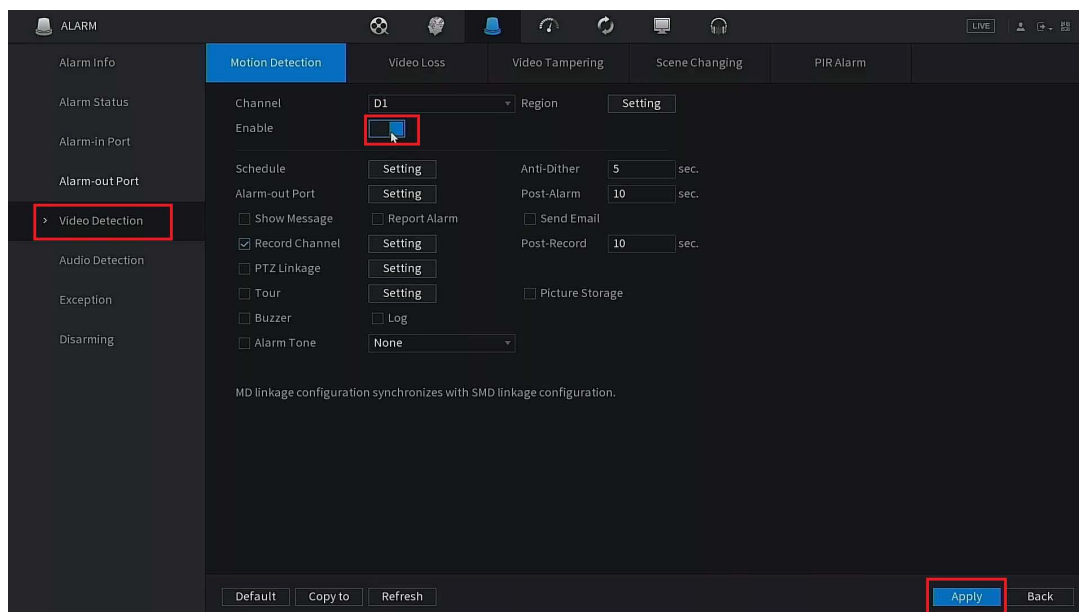 ALARM
LIVE
Alarm Info
Alarm Status
Alarm-in Port
Alarm-out Port
Video Detection
Audio Detection
Exception
Disarming
Motion Detection Video Loss Video Tampering Scene Changing PIR Alarm
Channel D1 Region Setting
Enable
Schedule Setting Anti-Dither 5 sec.
Alarm-out Port Setting Post-Alarm 10 sec.
Show Message Report Alarm Send Email
Record Channel Setting Post-Record 10 sec.
PTZ Linkage Setting
Tour Setting Picture Storage
Buzzer Log
Alarm Tone None
MD linkage configuration synchronizes with SMD linkage configuration.
Default Copy to Refresh Apply Back